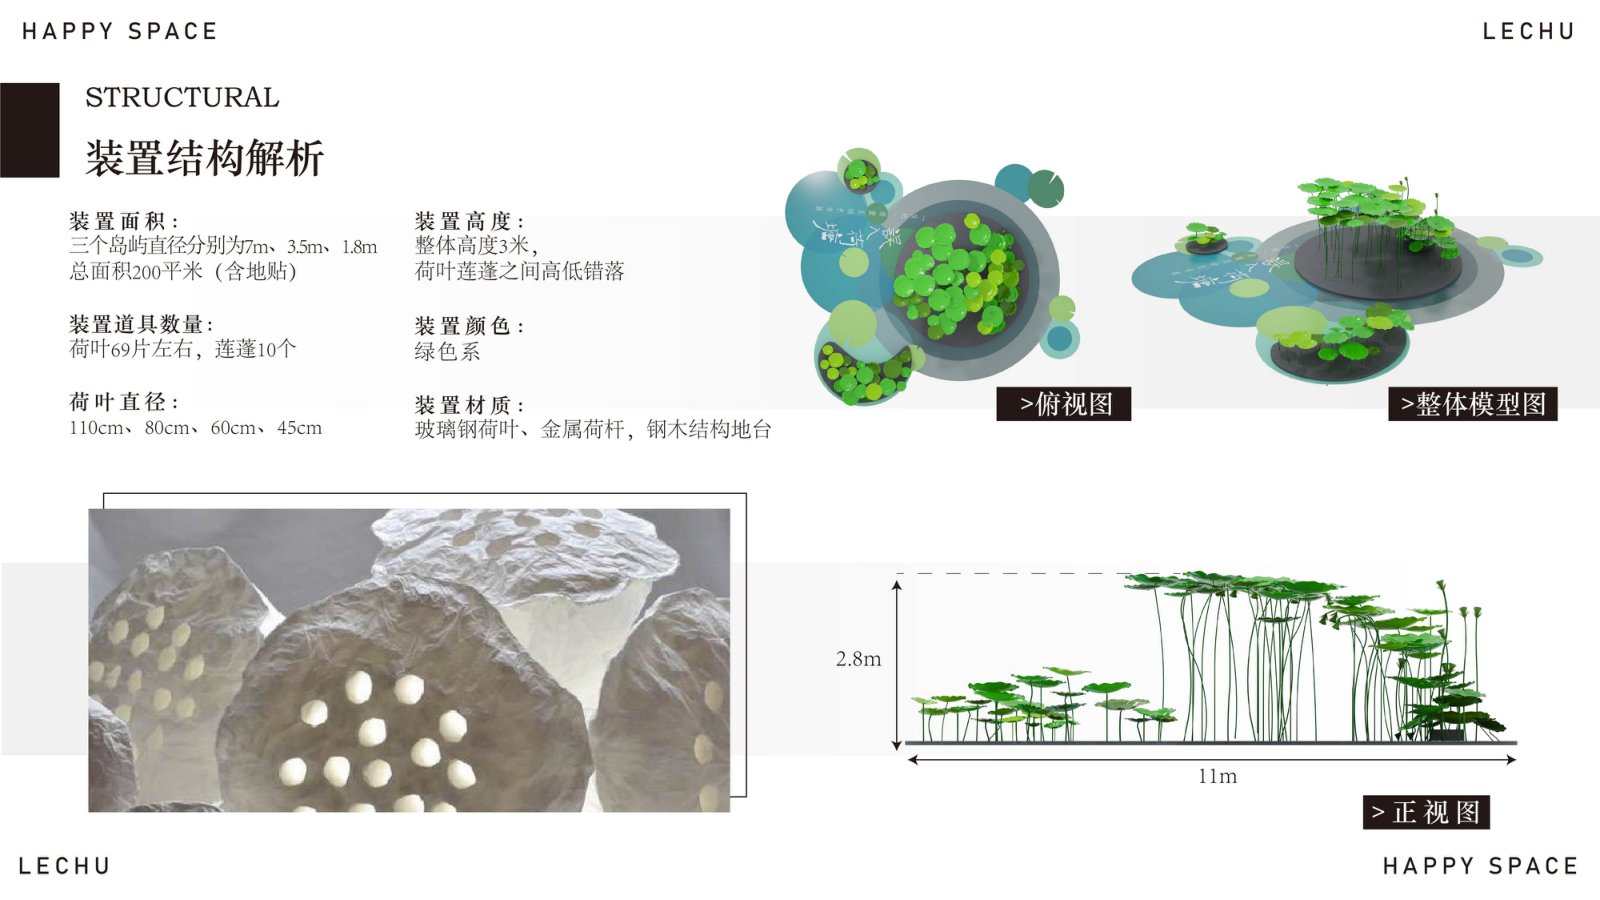 HAPPY SPACE
LECHU
STRUCTURAL
装置结构解析
装置面积：
三个岛屿直径分别为7m、3.5m、1.8m
总面积200平米（含地贴）
装置道具数量：
荷叶69片左右，莲蓬10个
荷叶直径：
110cm、80cm、60cm、45cm
装置高度：
整体高度3米，
荷叶莲蓬之间高低错落
装置颜色：
绿色系
装置材质：
玻璃钢荷叶、金属荷杆，钢木结构地台
误入荷塘
>俯视图
>整体模型图
2.8m
11m
>正视图
LECHU
HAPPY SPACE